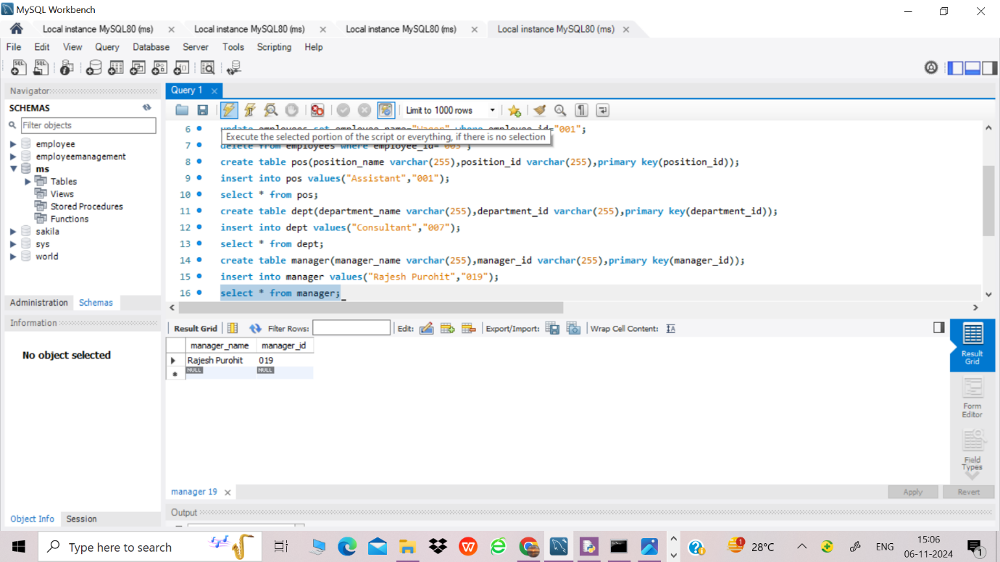 MySQL Workbench
Local instance MySQL80 (ms) Local instance MySQL80 (ms) Local instance MySQL80 (ms) Local instance MySQL80 (ms)
File Edit View Query Database Server Tools Scripting Help
Navigator
SCHEMAS
Filter objects
employee
employeemanagement
ms
Tables
Views
Stored Procedures
Functions
sakila
sys
world
Administration Schemas
Information
No object selected
Object Info Session
Query 1
Limit to 1000 rows
6 update employees set employee_name="Wager" where employee_id="001";
Execute the selected portion of the script or everything, if there is no selection
7 delete from employees where employee_id="005";
8 create table pos(position_name varchar(255),position_id varchar(255),primary key(position_id));
9 insert into pos values("Assistant","001");
10 select * from pos;
11 create table dept(department_name varchar(255),department_id varchar(255),primary key(department_id));
12 insert into dept values("Consultant","007");
13 select * from dept;
14 create table manager(manager_name varchar(255),manager_id varchar(255),primary key(manager_id));
15 insert into manager values("Rajesh Purohit","019");
16 select * from manager;
Result Grid Filter Rows: Edit: Export/Import: Wrap Cell Content:
manager_name manager_id
Rajesh Purohit 019
NULL NULL
Result Grid
Form Editor
Field Types
manager 19
Apply Revert
Output
Type here to search
28°C
ENG
15:06
06-11-2024